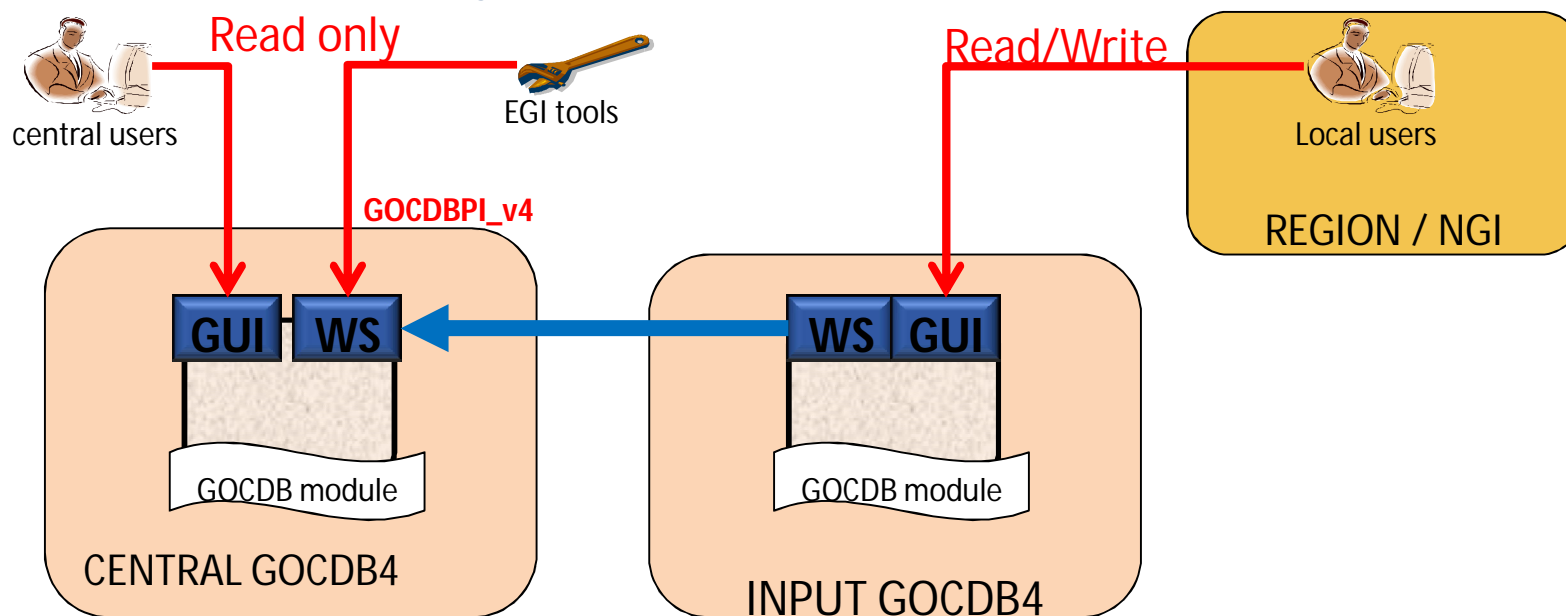 Read only
Read/Write
central users
EGI tools
Local users
GOCDBPI_v4
REGION / NGI
GUI
WS
WS
GUI
GOCDB module
GOCDB module
CENTRAL GOCDB4
INPUT GOCDB4